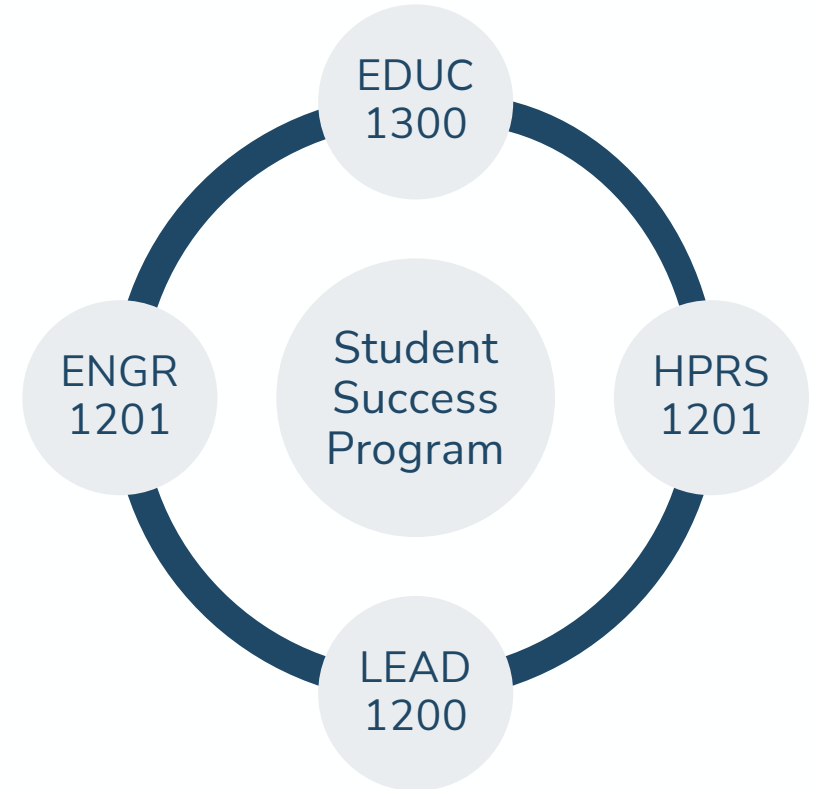 EDUC
1300
ENGR
1201
Student
Success
Program
HPRS
1201
LEAD
1200